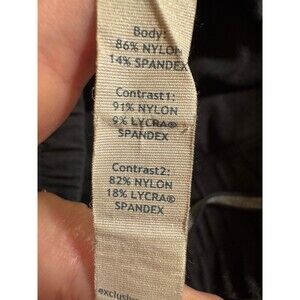 Body:
86% NYLON
14% SPANDEX
Contrast1:
91% NYLON
9% LYCRA®
SPANDEX
Contrast2:
82% NYLON
18% LYCRA®
SPANDEX